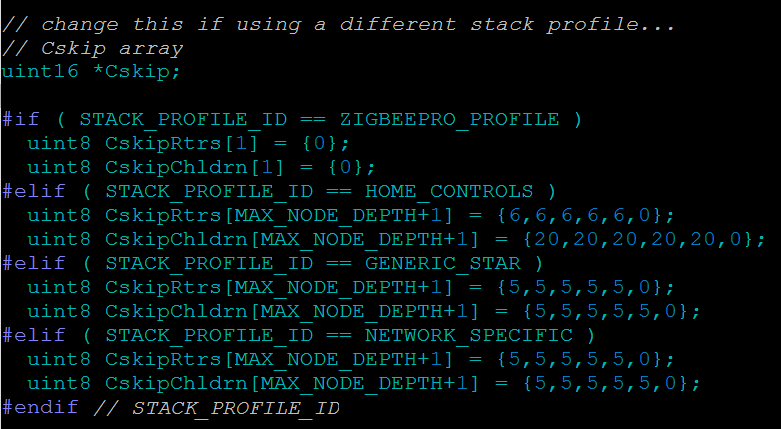 // change this if using a different stack profile...
// Cskip array
uint16 *Cskip;

#if ( STACK_PROFILE_ID == ZIGBEEPRO_PROFILE )
  uint8 CskipRtrs[1] = {0};
  uint8 CskipChldrn[1] = {0};
#elif ( STACK_PROFILE_ID == HOME_CONTROLS )
  uint8 CskipRtrs[MAX_NODE_DEPTH+1] = {6,6,6,6,6,0};
  uint8 CskipChldrn[MAX_NODE_DEPTH+1] = {20,20,20,20,20,0};
#elif ( STACK_PROFILE_ID == GENERIC_STAR )
  uint8 CskipRtrs[MAX_NODE_DEPTH+1] = {5,5,5,5,5,0};
  uint8 CskipChldrn[MAX_NODE_DEPTH+1] = {5,5,5,5,5,0};
#elif ( STACK_PROFILE_ID == NETWORK_SPECIFIC )
  uint8 CskipRtrs[MAX_NODE_DEPTH+1] = {5,5,5,5,5,0};
  uint8 CskipChldrn[MAX_NODE_DEPTH+1] = {5,5,5,5,5,0};
#endif // STACK_PROFILE_ID